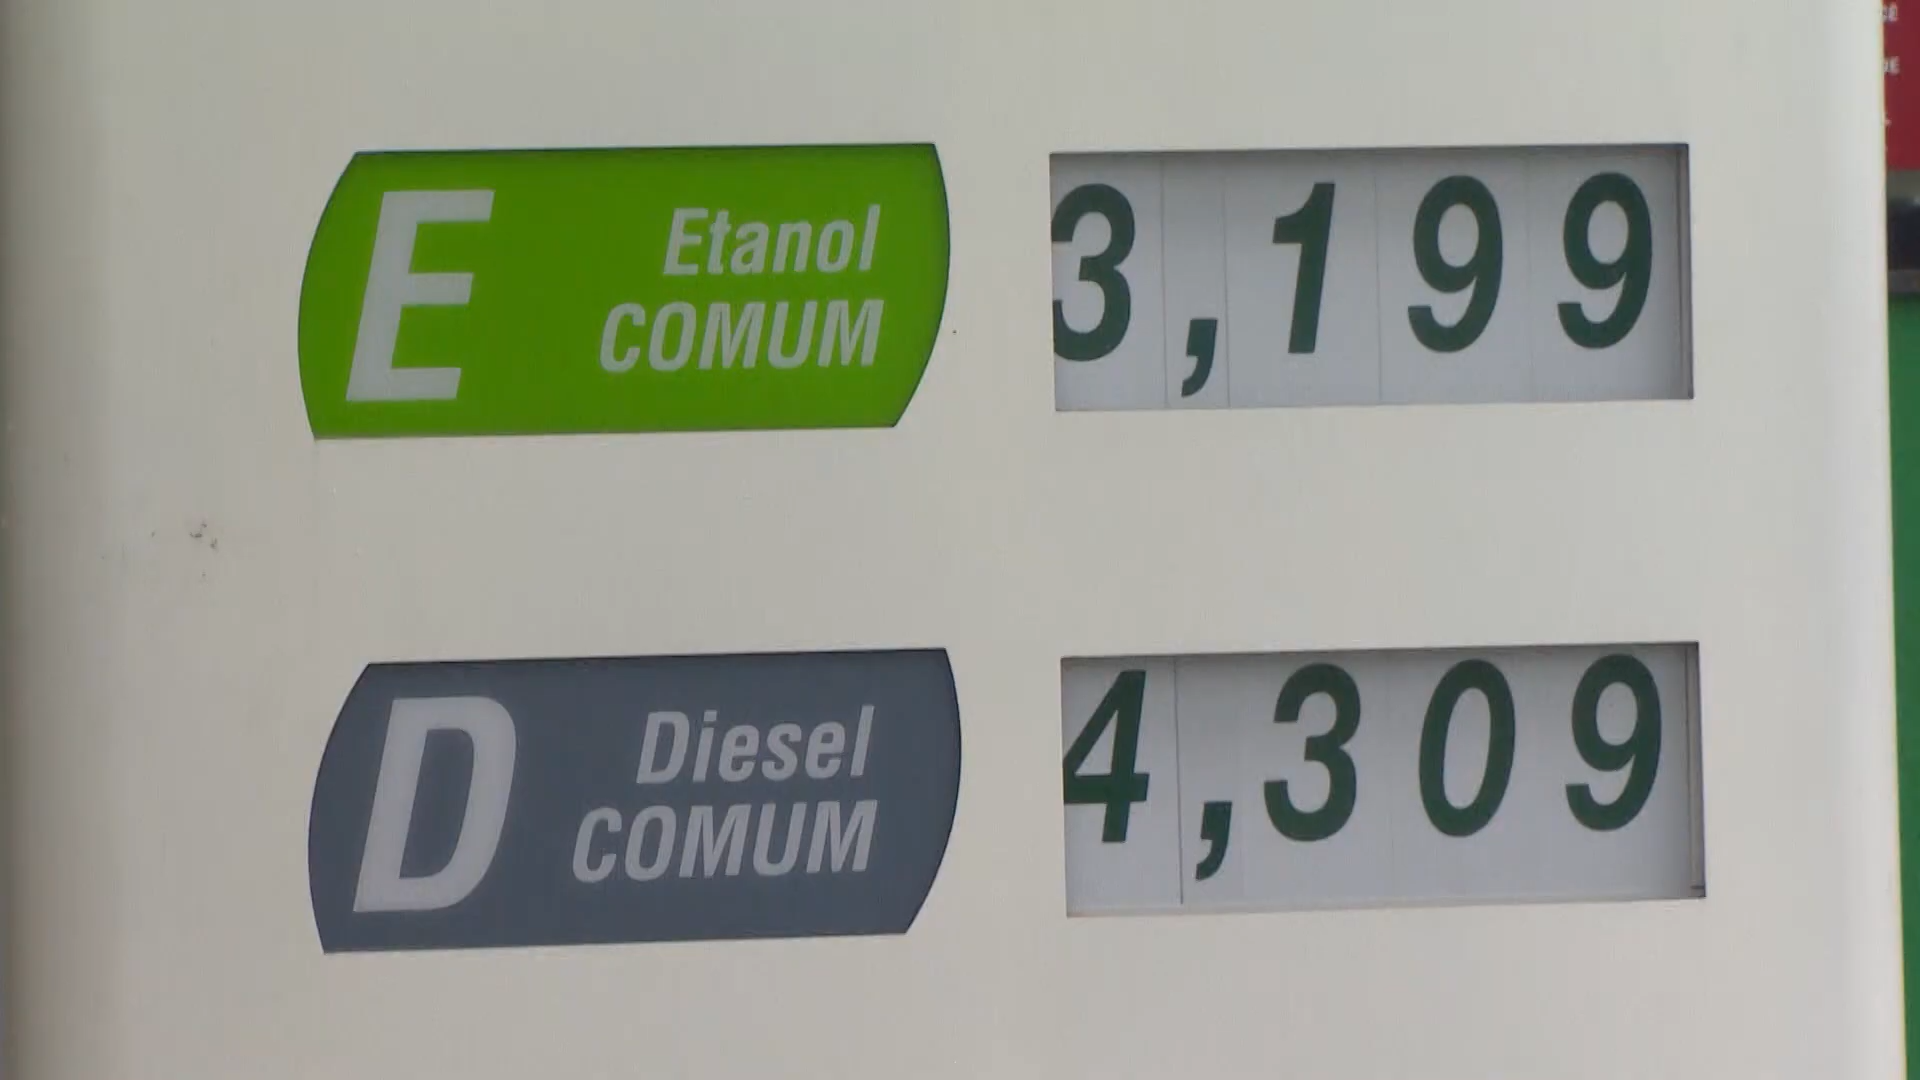 E
Etanol
COMUM
3,199
D
Diesel
COMUM
4,309